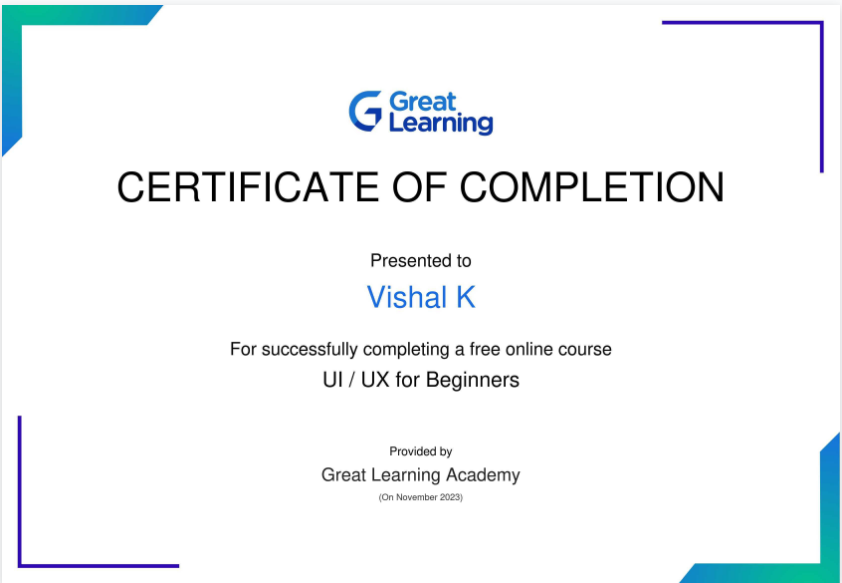 Great
Learning
CERTIFICATE OF COMPLETION
Presented to
Vishal K
For successfully completing a free online course
UI / UX for Beginners
Provided by
Great Learning Academy
(On November 2023)